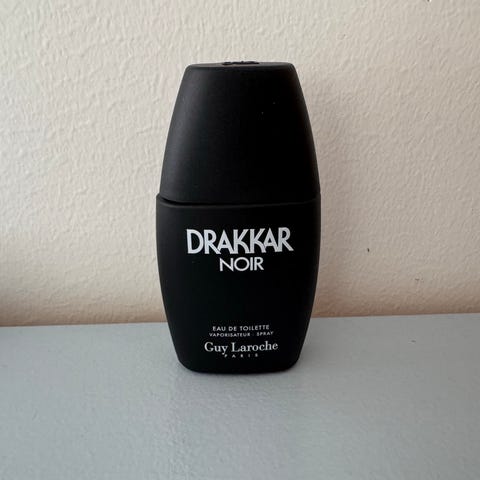 DRAKKAR
NOIR
EAU DE TOILETTE
VAPORISATEUR · SPRAY
Guy Laroche
PARIS